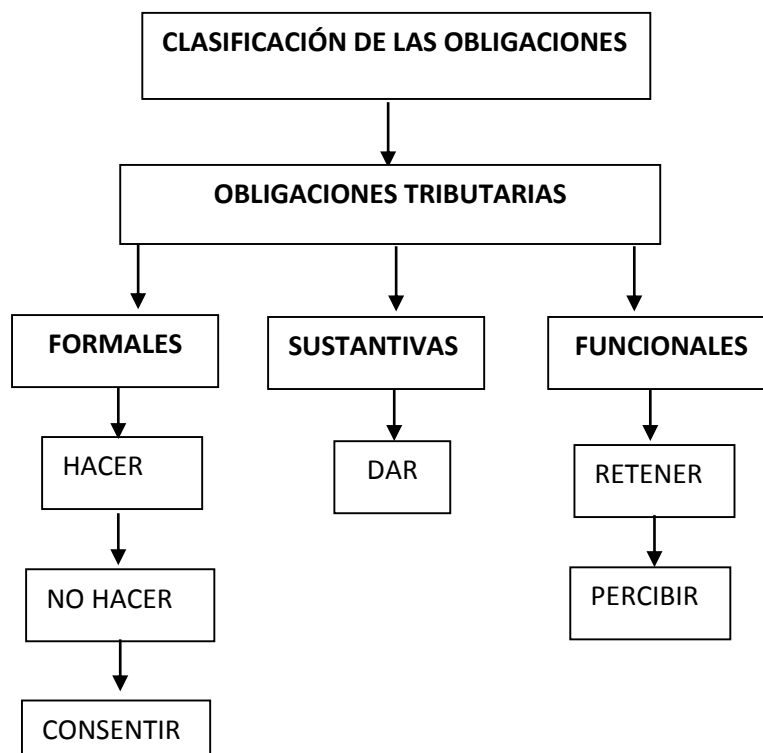 CLASIFICACIÓN DE LAS OBLIGACIONES
OBLIGACIONES TRIBUTARIAS
FORMALES
SUSTANTIVAS
FUNCIONALES
HACER
DAR
RETENER
NO HACER
PERCIBIR
CONSENTIR